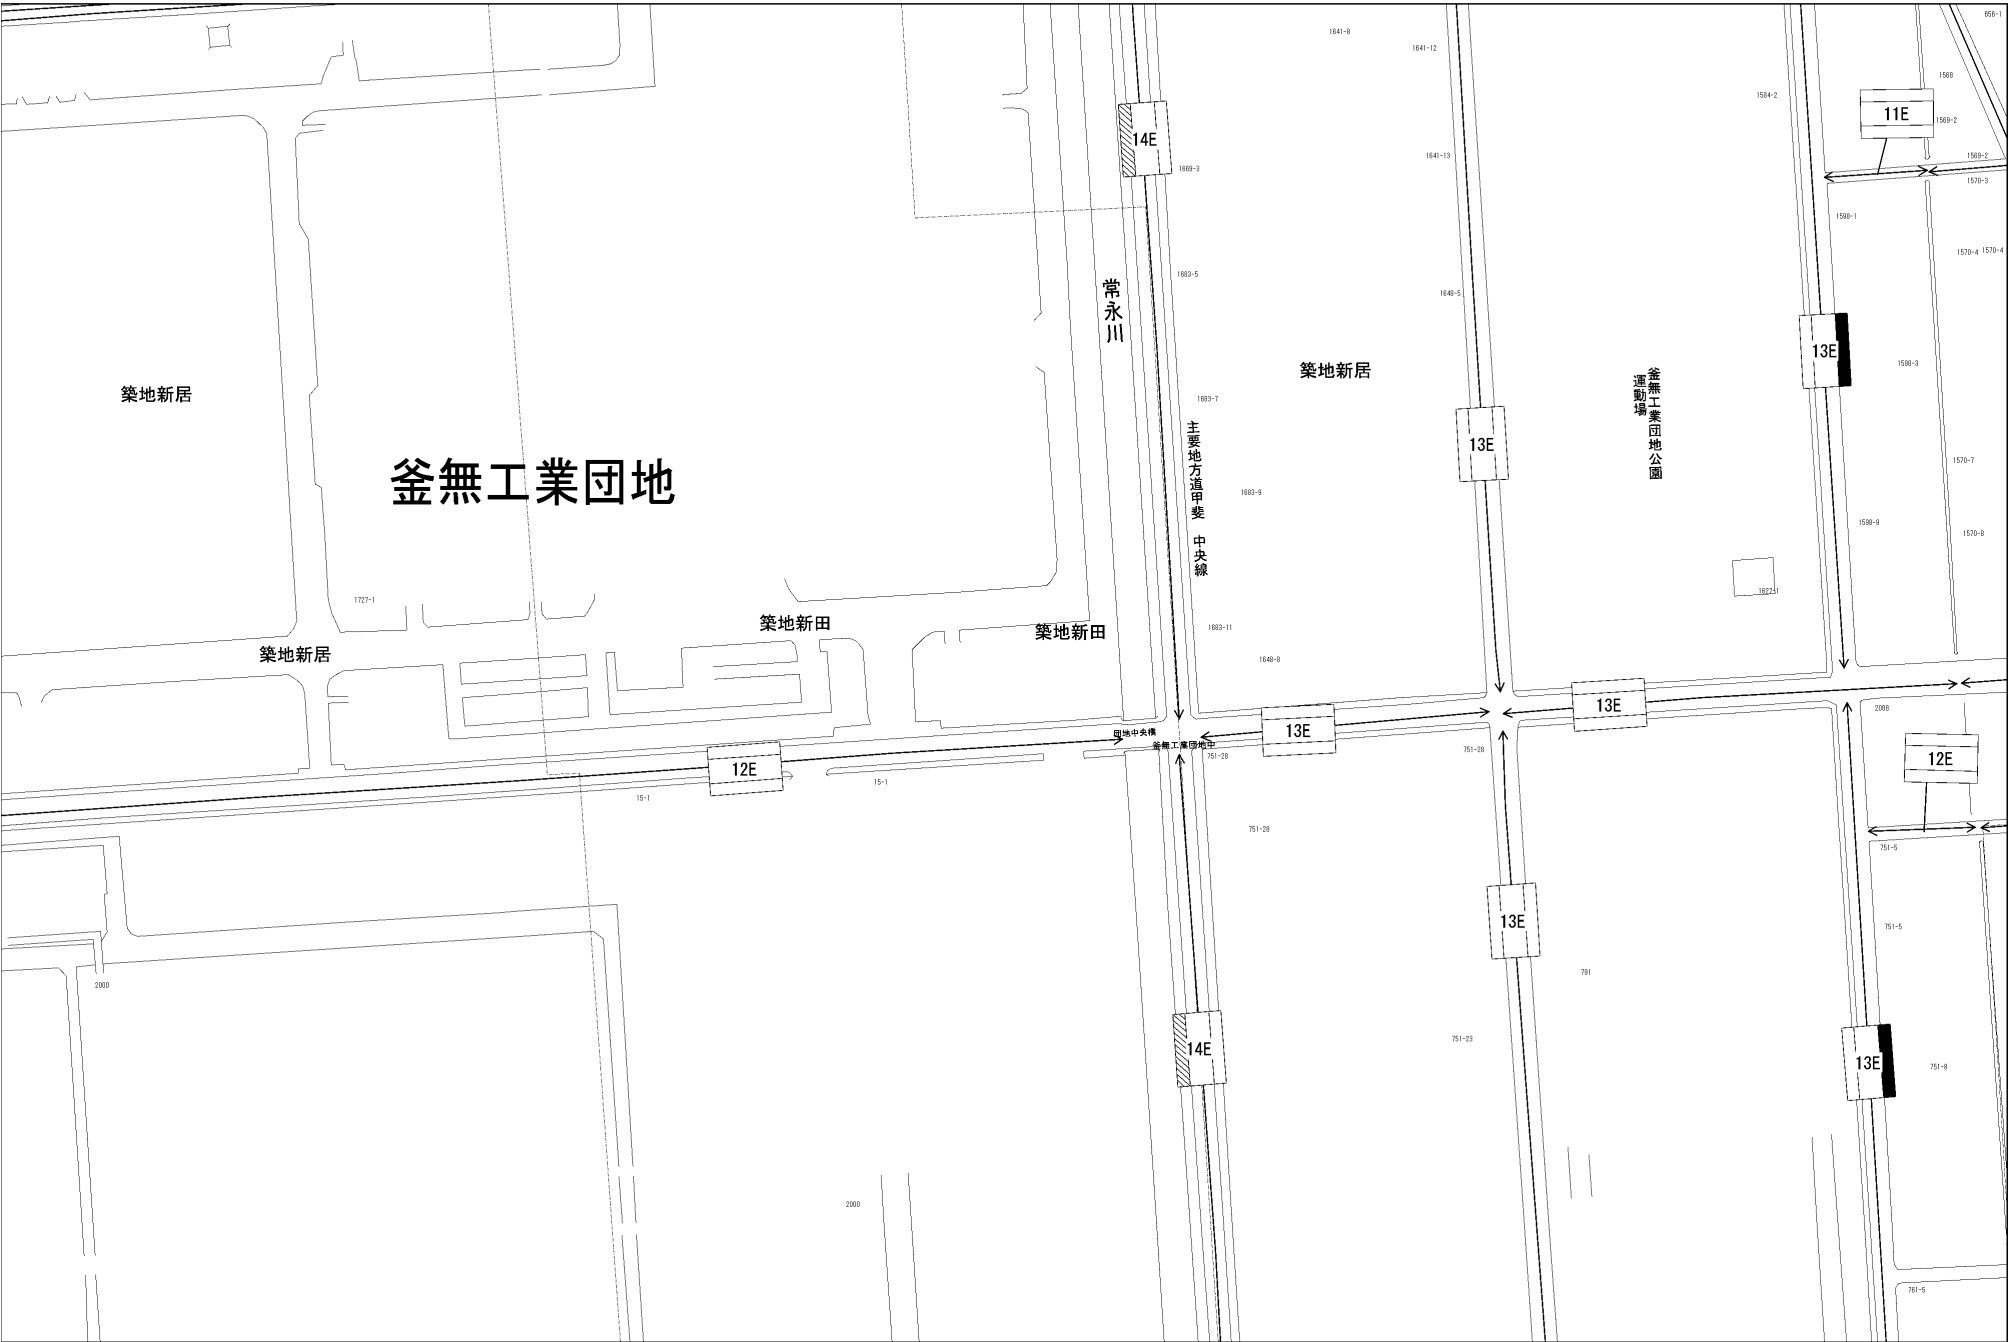 656-1
1641-8
1641-12
1568
1584-2
11E
1569-2
14E
1641-13
1569-2
1669-3
1570-3
1598-1
1570-4
1570-4
1683-5
常永川
1648-5
13E
1598-3
築地新居
築地新居
釜無工業団地公園
運動場
1683-7
主要地方道甲斐 中央線
13E
釜無工業団地
1570-7
1683-9
1598-9
1570-8
1727-1
1627-1
築地新田
築地新田
1683-11
築地新居
1648-8
13E
2088
団地中央橋
13E
釜無工業団地中
751-28
751-28
12E
12E
15-1
15-1
751-28
751-5
13E
751-5
781
2000
751-23
14E
13E
751-8
2000
761-5